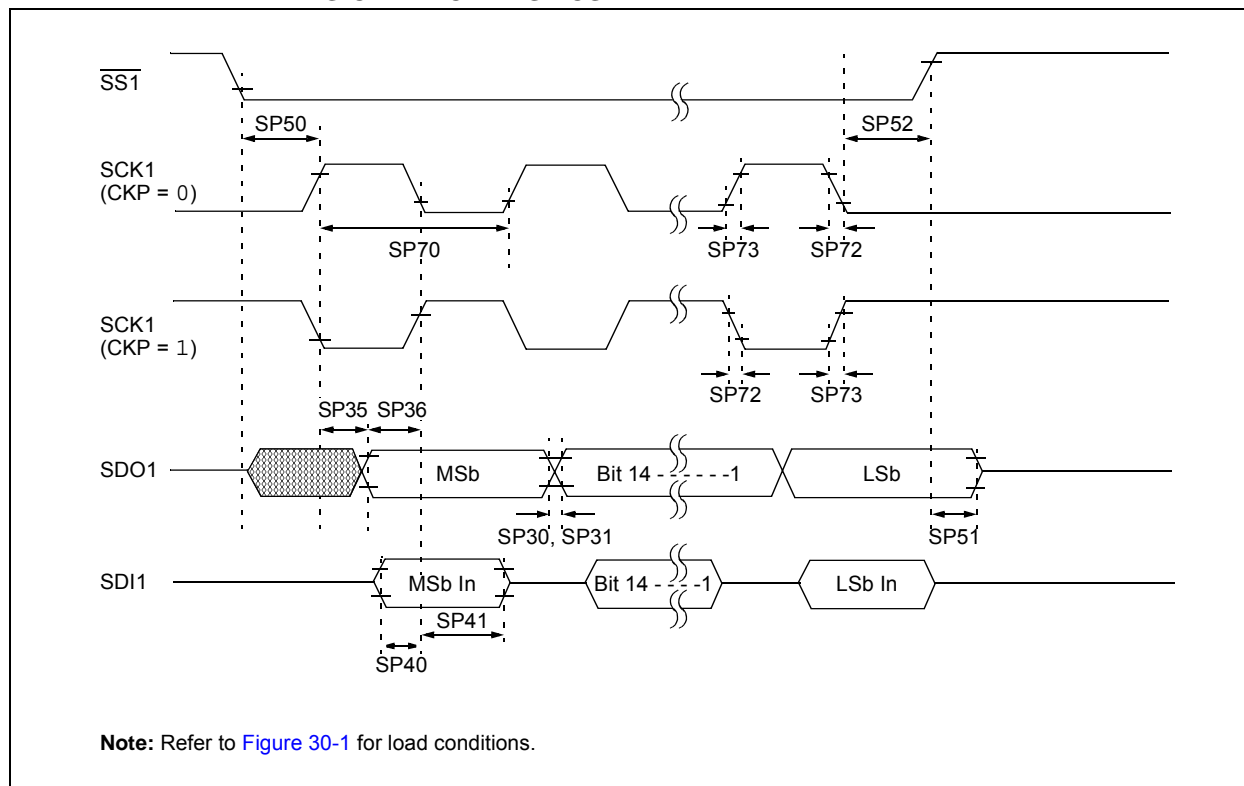 SS1
SP50
SP52
SCK1
(CKP = 0)
SP70
SP73
SP72
SCK1
(CKP = 1)
SP72
SP73
SP35
SP36
SDO1
MSb
Bit 14 - - - - - -1
LSb
SP30, SP31
SP51
SDI1
MSb In
Bit 14 - - - -1
LSb In
SP41
SP40
Note: Refer to Figure 30-1 for load conditions.